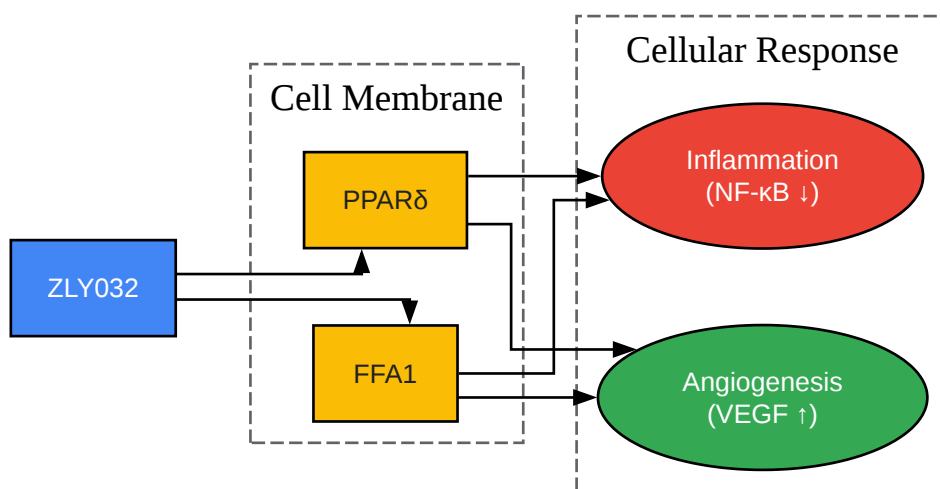 Cellular Response
Cell Membrane
Inflammation
(NF-κB ↓)
PPARδ
ZLY032
FFA1
Angiogenesis
(VEGF ↑)